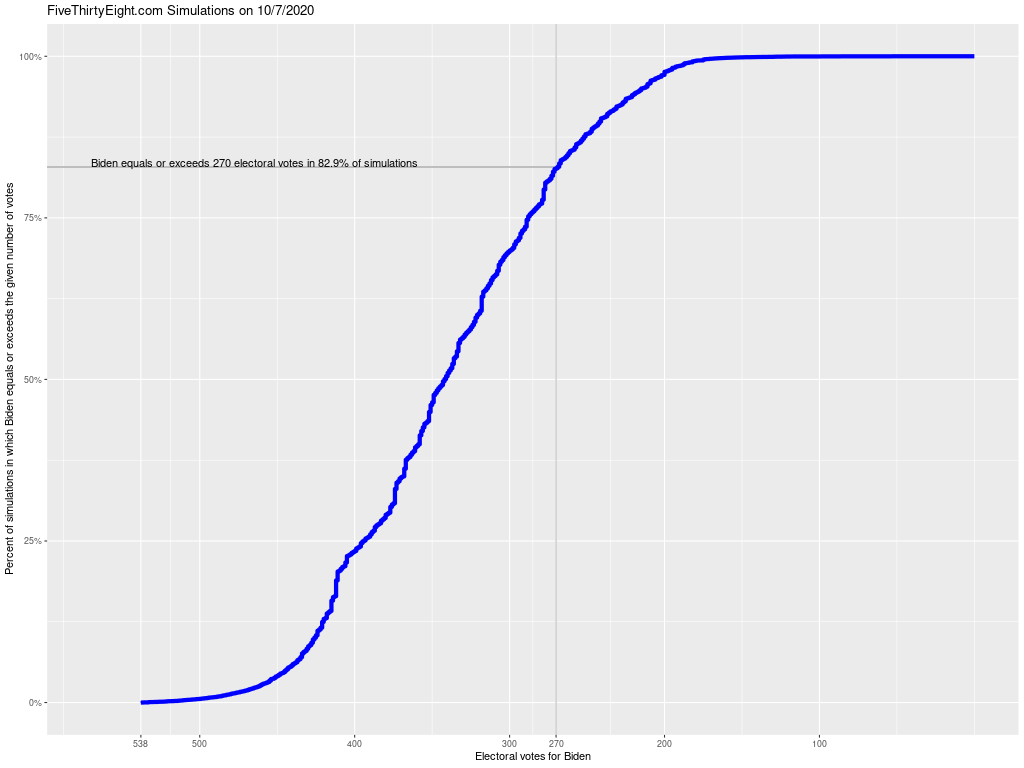 FiveThirtyEight.com Simulations on 10/7/2020
Percent of simulations in which Biden equals or exceeds the given number of votes
100%
Biden equals or exceeds 270 electoral votes in 82.9% of simulations
75%
50%
25%
0%
538 500 400 300 270 200 100
Electoral votes for Biden